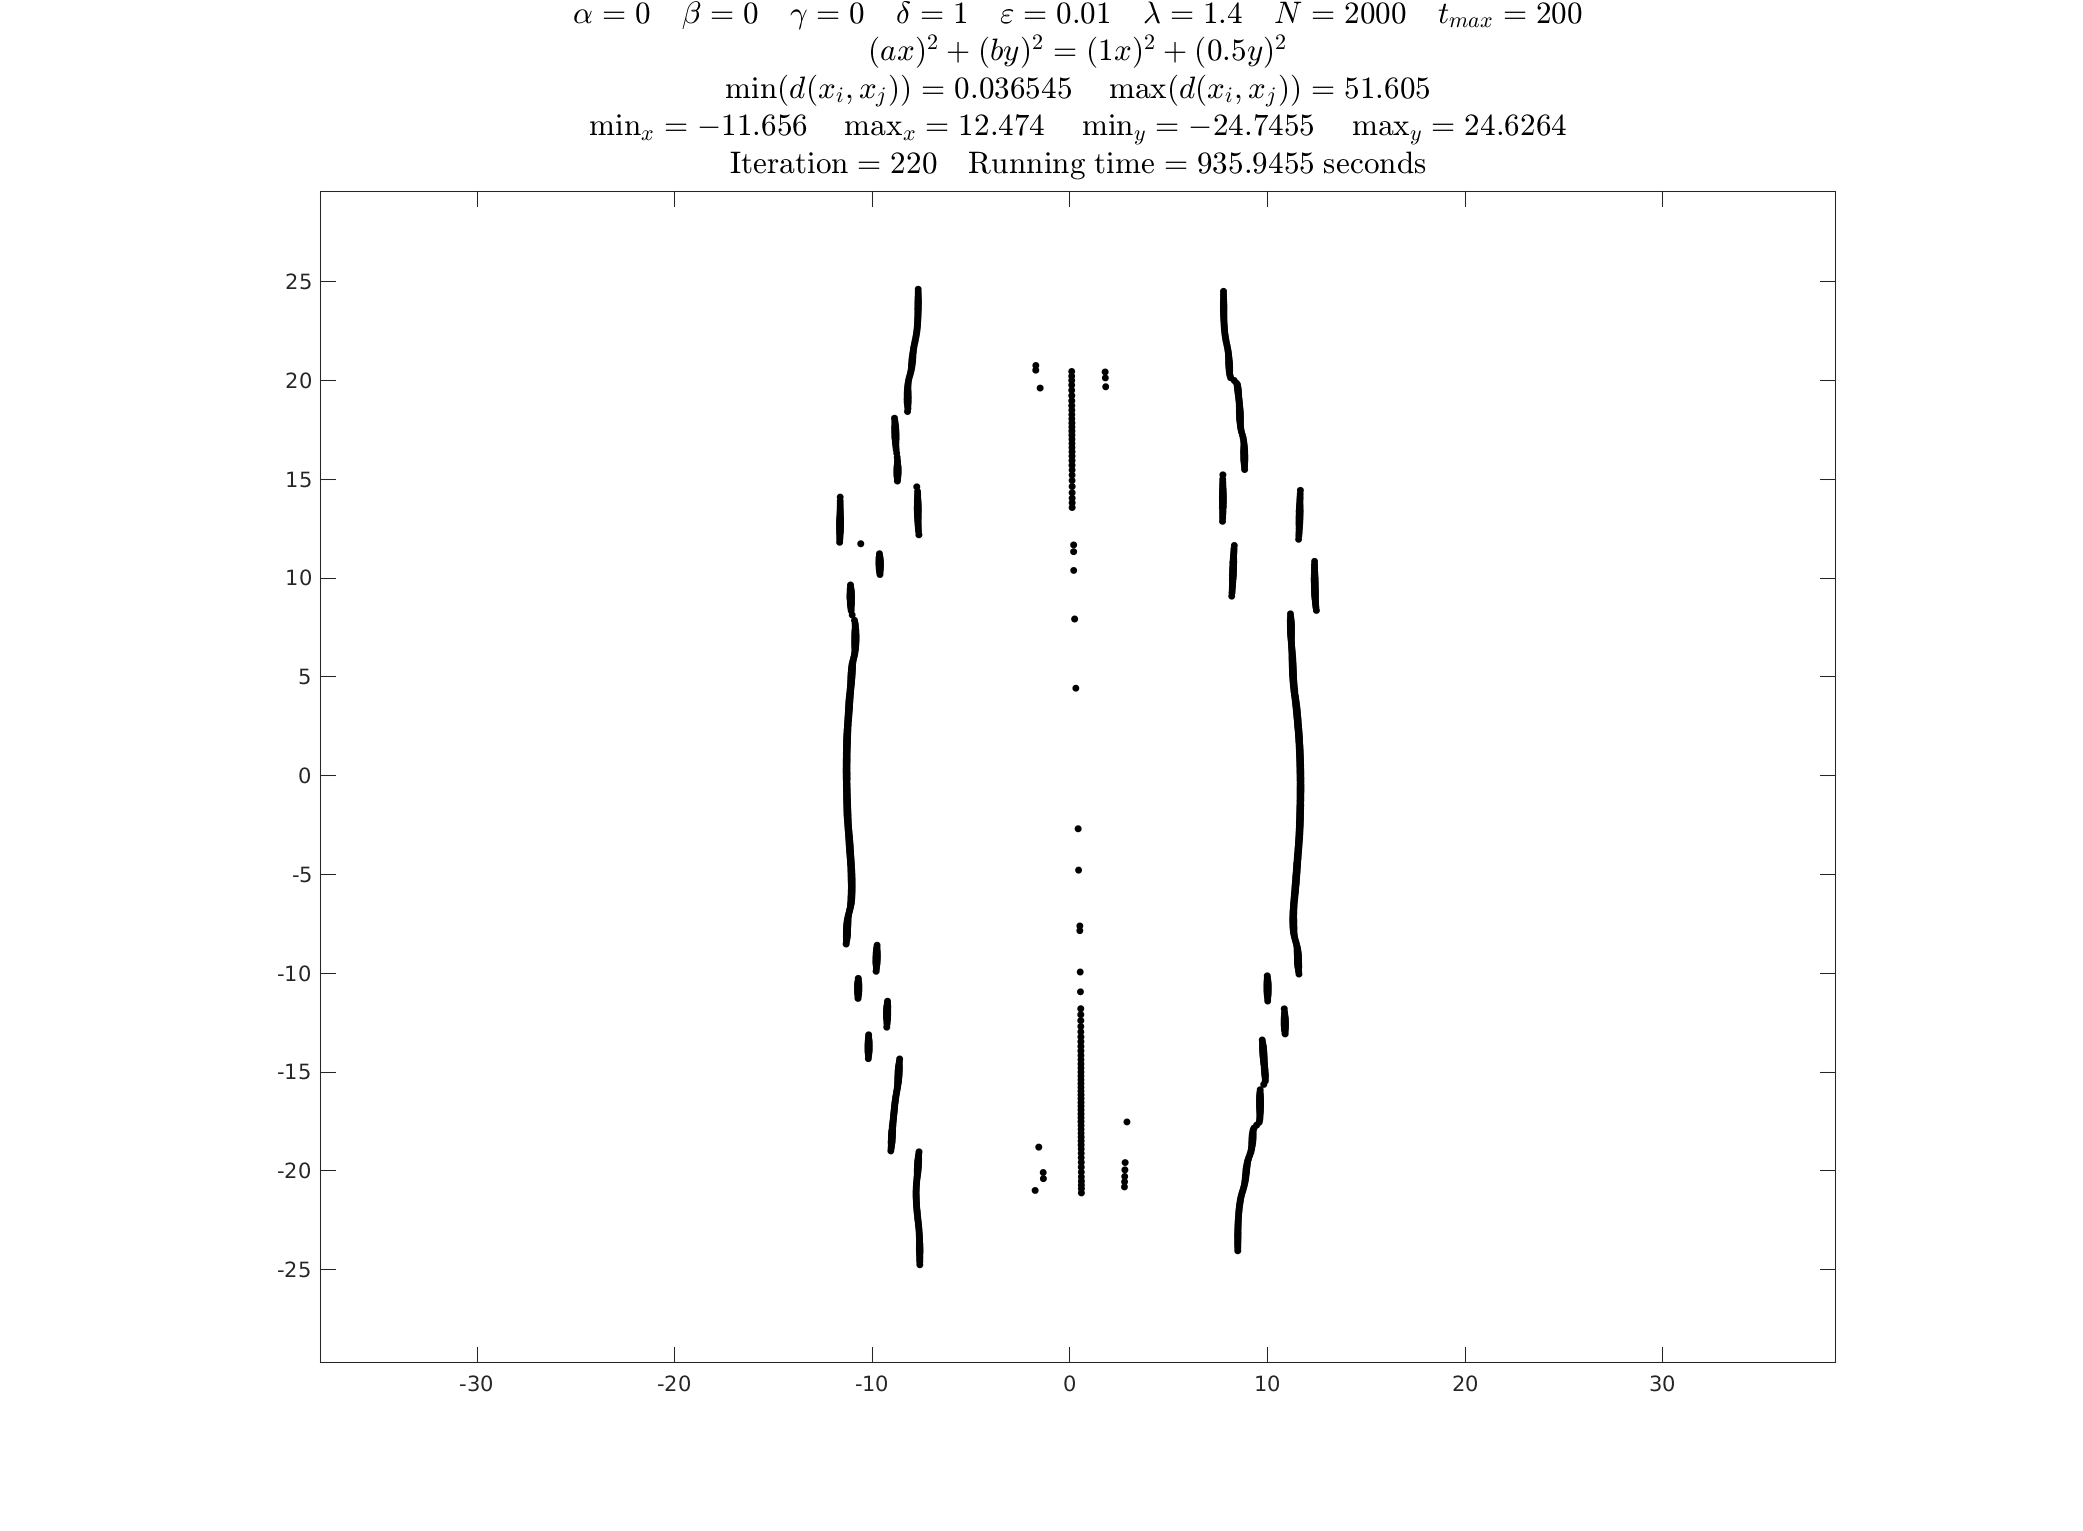 α = 0 β = 0 γ = 0 δ = 1 ε = 0.01 λ = 1.4 N = 2000 t_max = 200
(ax)² + (by)² = (1x)² + (0.5y)²
min(d(x_i, x_j)) = 0.036545 max(d(x_i, x_j)) = 51.605
min_x = −11.656 max_x = 12.474 min_y = −24.7455 max_y = 24.6264
Iteration = 220 Running time = 935.9455 seconds
25
20
15
10
5
0
-5
-10
-15
-20
-25
-30 -20 -10 0 10 20 30